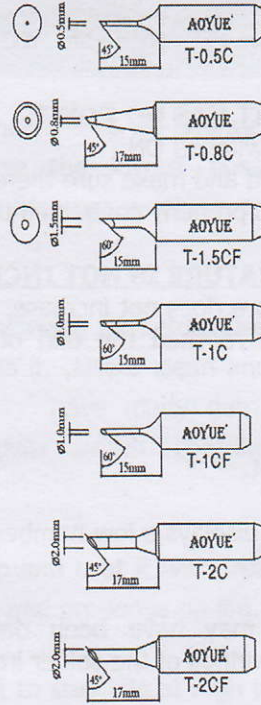 Ø0.5mm
45°
15mm
AOYUE'
T-0.5C
Ø0.8mm
45°
17mm
AOYUE'
T-0.8C
Ø1.5mm
60°
15mm
AOYUE'
T-1.5CF
Ø1.0mm
60°
15mm
AOYUE'
T-1C
Ø1.0mm
60°
15mm
AOYUE'
T-1CF
Ø2.0mm
45°
17mm
AOYUE'
T-2C
Ø2.0mm
45°
17mm
AOYUE'
T-2CF